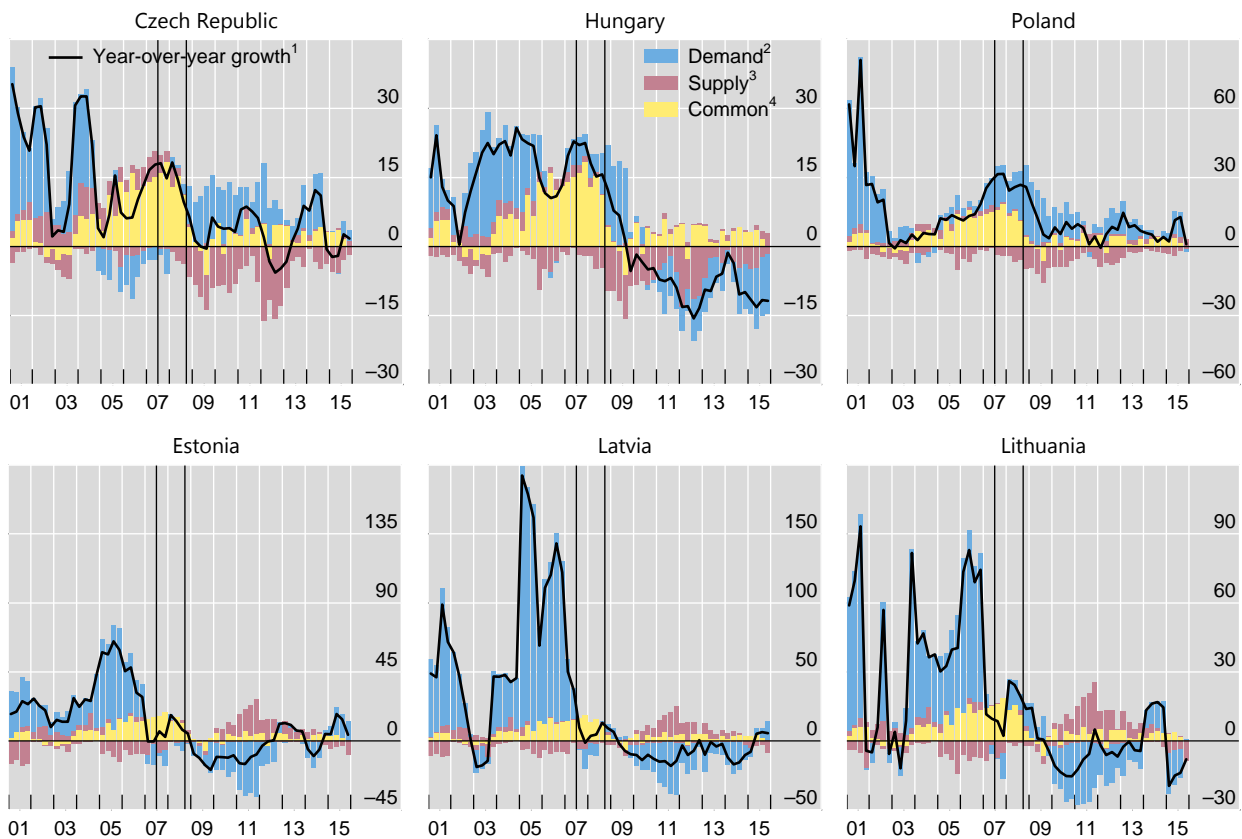 Czech Republic
Year-over-year growth1
30
15
0
–15
–30
01 03 05 07 09 11 13 15
Hungary
Demand2
Supply3
Common4
30
15
0
–15
–30
01 03 05 07 09 11 13 15
Poland
60
30
0
–30
–60
01 03 05 07 09 11 13 15
Estonia
135
90
45
0
–45
01 03 05 07 09 11 13 15
Latvia
150
100
50
0
–50
01 03 05 07 09 11 13 15
Lithuania
90
60
30
0
–30
01 03 05 07 09 11 13 15